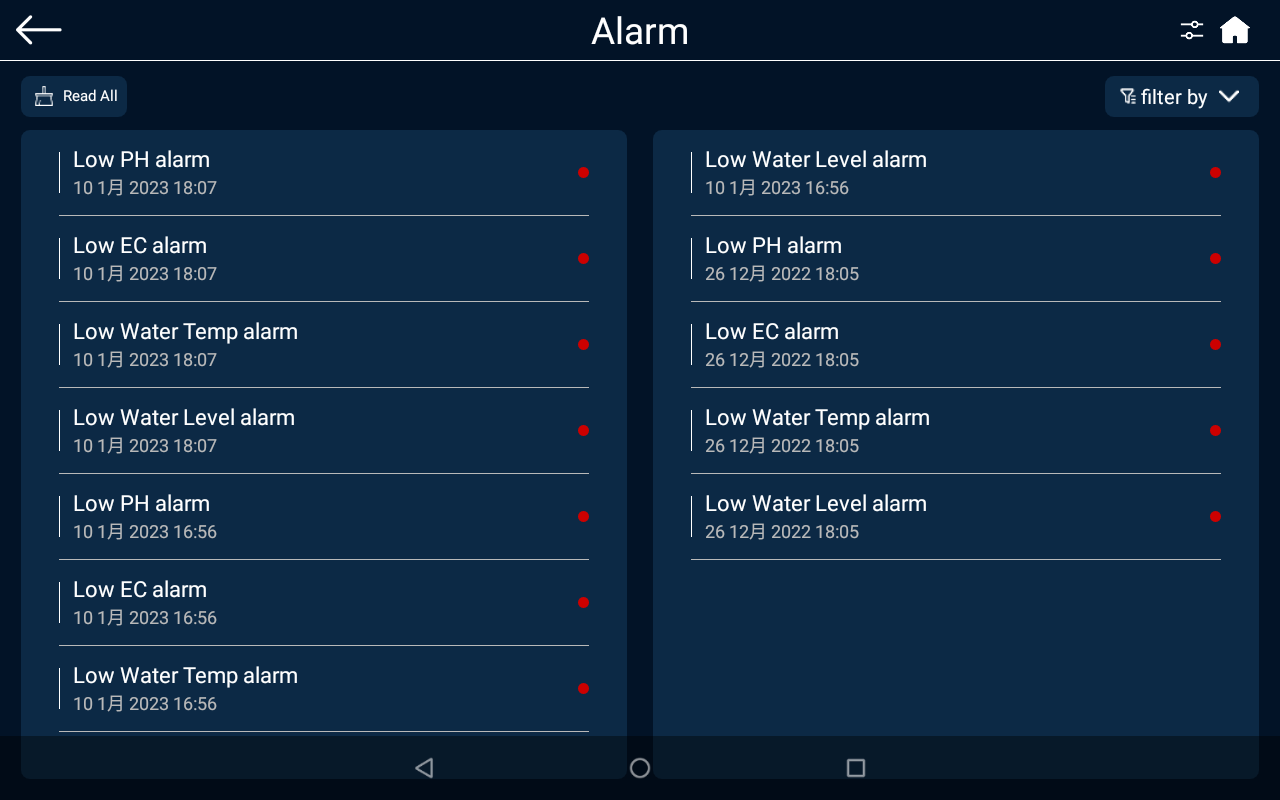 Alarm
Read All
filter by
Low PH alarm
10 1月 2023 18:07
Low EC alarm
10 1月 2023 18:07
Low Water Temp alarm
10 1月 2023 18:07
Low Water Level alarm
10 1月 2023 18:07
Low PH alarm
10 1月 2023 16:56
Low EC alarm
10 1月 2023 16:56
Low Water Temp alarm
10 1月 2023 16:56
Low Water Level alarm
10 1月 2023 16:56
Low PH alarm
26 12月 2022 18:05
Low EC alarm
26 12月 2022 18:05
Low Water Temp alarm
26 12月 2022 18:05
Low Water Level alarm
26 12月 2022 18:05